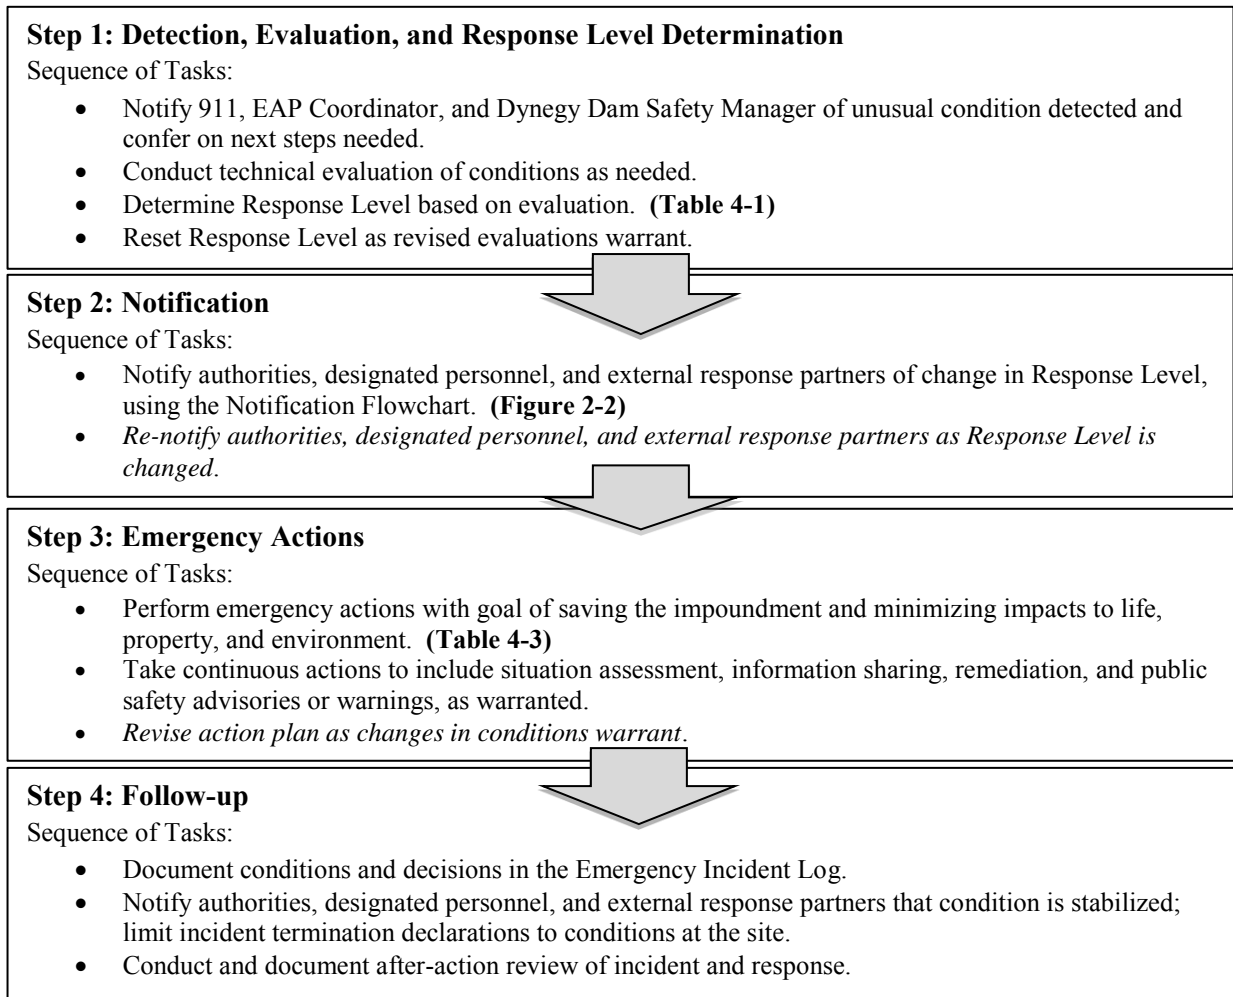 Step 1: Detection, Evaluation, and Response Level Determination
Sequence of Tasks:
• Notify 911, EAP Coordinator, and Dynegy Dam Safety Manager of unusual condition detected and
confer on next steps needed.
• Conduct technical evaluation of conditions as needed.
• Determine Response Level based on evaluation. (Table 4-1)
• Reset Response Level as revised evaluations warrant.
Step 2: Notification
Sequence of Tasks:
• Notify authorities, designated personnel, and external response partners of change in Response Level,
using the Notification Flowchart. (Figure 2-2)
• Re-notify authorities, designated personnel, and external response partners as Response Level is
changed.
Step 3: Emergency Actions
Sequence of Tasks:
• Perform emergency actions with goal of saving the impoundment and minimizing impacts to life,
property, and environment. (Table 4-3)
• Take continuous actions to include situation assessment, information sharing, remediation, and public
safety advisories or warnings, as warranted.
• Revise action plan as changes in conditions warrant.
Step 4: Follow-up
Sequence of Tasks:
• Document conditions and decisions in the Emergency Incident Log.
• Notify authorities, designated personnel, and external response partners that condition is stabilized;
limit incident termination declarations to conditions at the site.
• Conduct and document after-action review of incident and response.